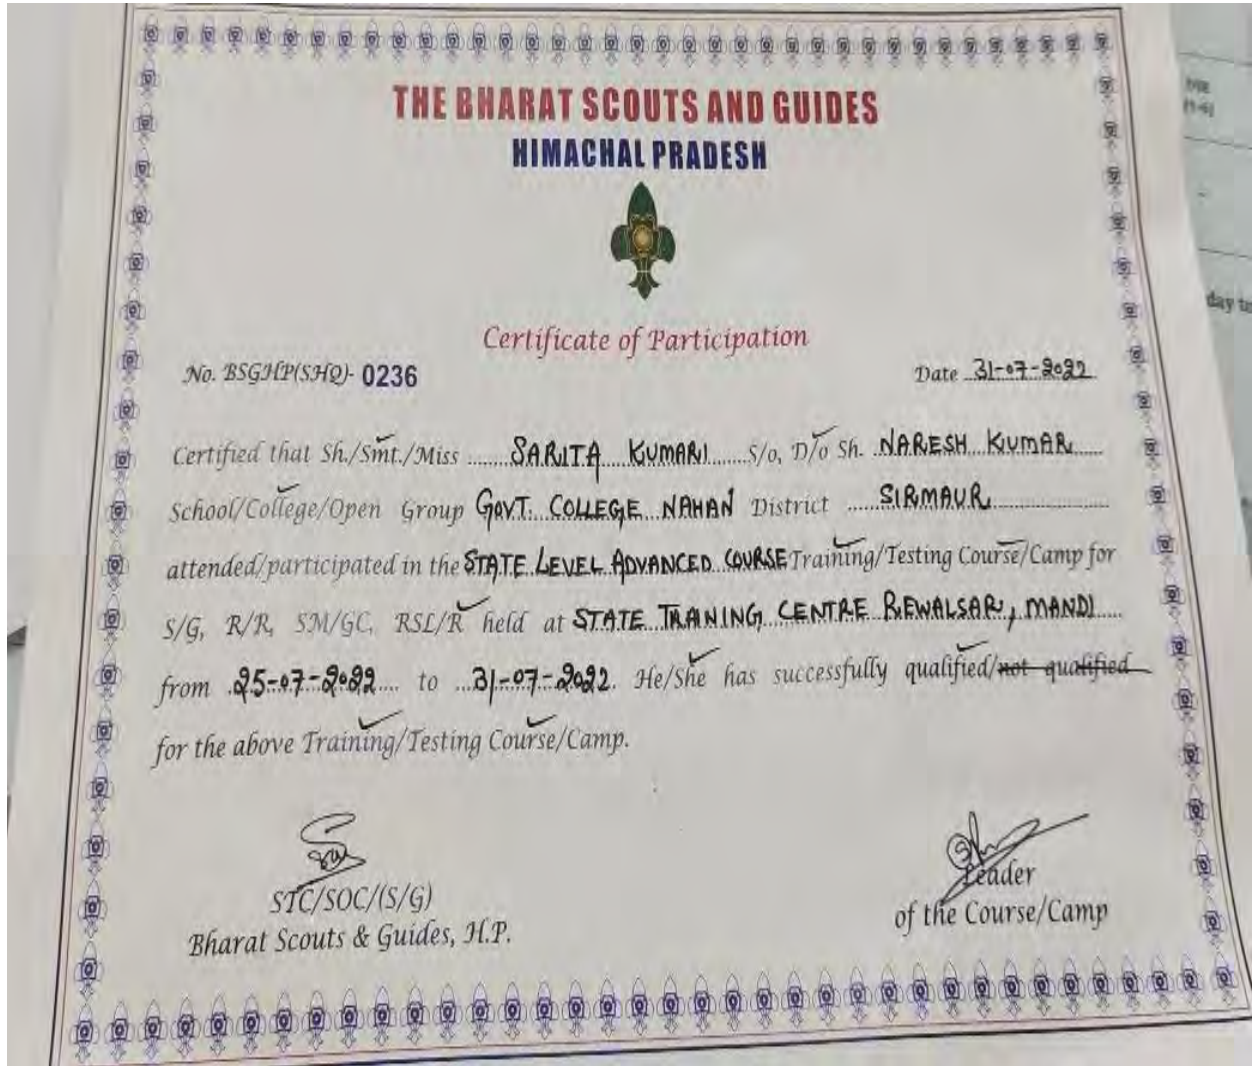 THE BHARAT SCOUTS AND GUIDES
HIMACHAL PRADESH
Certificate of Participation
No. BSGHP(SHQ)- 0236
Date 31-07-2022
Certified that Sh./Smt./Miss SARITA KUMARI S/o, D/o Sh. NARESH KUMAR
School/College/Open Group GOVT. COLLEGE NAHAN District SIRMAUR
attended/participated in the STATE LEVEL ADVANCED COURSE Training/Testing Course/Camp for
S/G, R/R, SM/GC, RSL/R held at STATE TRANING CENTRE REWALSAR, MANDI
from 25-07-2022 to 31-07-2022. He/She has successfully qualified/not qualified
for the above Training/Testing Course/Camp.
STC/SOC/(S/G)
Bharat Scouts & Guides, H.P.
Leader
of the Course/Camp
day to